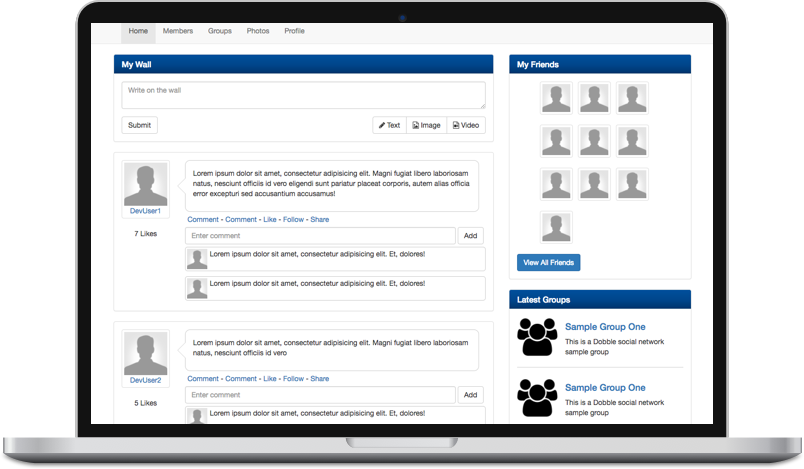 Home Members Groups Photos Profile
My Wall
Write on the wall
Submit Text Image Video
DevUser1
7 Likes
Lorem ipsum dolor sit amet, consectetur adipisicing elit. Magni fugiat libero laboriosam
natus, nesciunt officiis id vero eligendi sunt pariatur placeat corporis, autem alias officia
error excepturi sed accusantium accusamus!
Comment - Comment - Like - Follow - Share
Enter comment Add
Lorem ipsum dolor sit amet, consectetur adipisicing elit. Et, dolores!
Lorem ipsum dolor sit amet, consectetur adipisicing elit. Et, dolores!
DevUser2
5 Likes
Lorem ipsum dolor sit amet, consectetur adipisicing elit. Magni fugiat libero laboriosam
natus, nesciunt officiis id vero
Comment - Comment - Like - Follow - Share
Enter comment Add
Lorem ipsum dolor sit amet, consectetur adipisicing elit. Et, dolores!
My Friends
View All Friends
Latest Groups
Sample Group One
This is a Dobble social network
sample group
Sample Group One
This is a Dobble social network
sample group